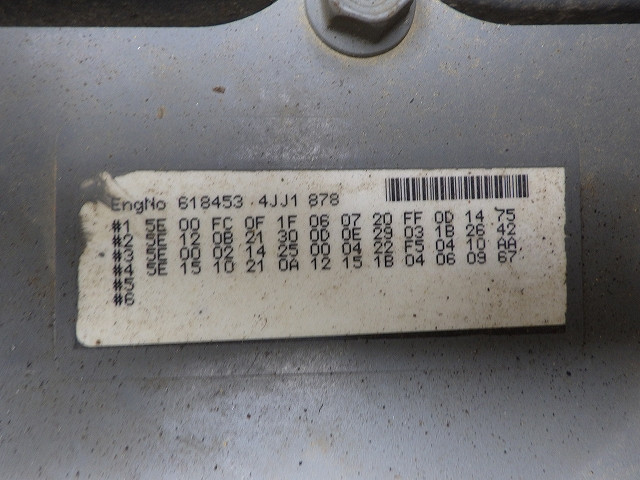 EngNo 618453 4JJ1 878
#1 5E 00 FC 0F 1F 06 07 20 FF 0D 14 75
#2 5E 12 0B 21 30 0D 0E 29 03 1B 26 42
#3 5E 00 02 14 25 00 04 22 F5 04 10 AA
#4 5E 15 10 21 0A 12 15 1B 04 06 09 67
#5
#6